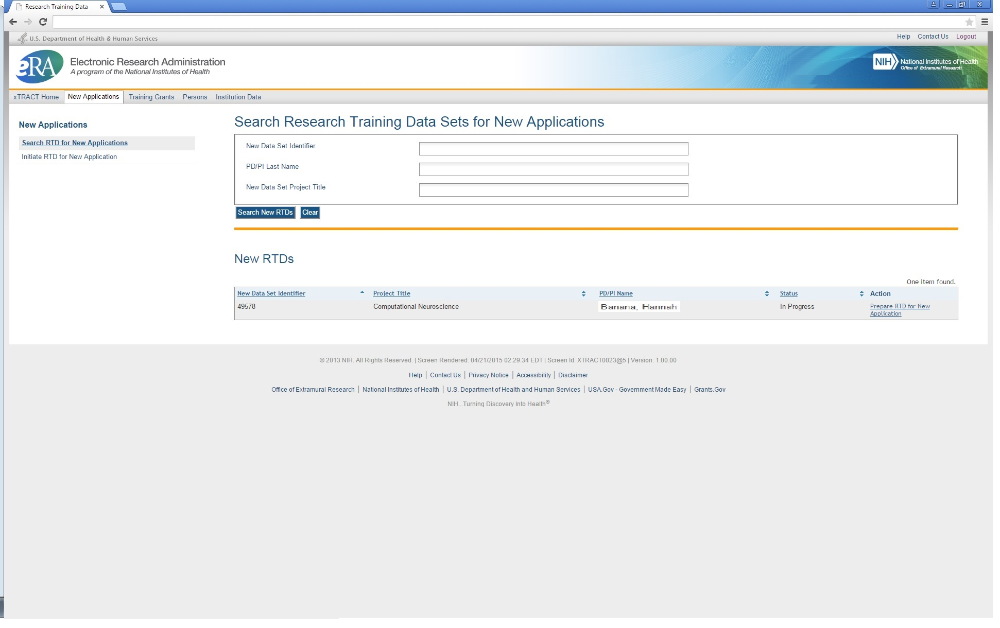 Research Training Data
U.S. Department of Health & Human Services
Help Contact Us Logout
eRA
Electronic Research Administration
A program of the National Institutes of Health
NIH National Institutes of Health
Office of Extramural Research
xTRACT Home New Applications Training Grants Persons Institution Data
New Applications
Search RTD for New Applications
Initiate RTD for New Application
Search Research Training Data Sets for New Applications
New Data Set Identifier
PD/PI Last Name
New Data Set Project Title
Search New RTDs Clear
New RTDs
One item found.
New Data Set Identifier Project Title PD/PI Name Status Action
49578 Computational Neuroscience Banana, Hannah In Progress Prepare RTD for New
Application
© 2013 NIH. All Rights Reserved. | Screen Rendered: 04/21/2015 02:29:34 EDT | Screen Id: XTRACT0023@5 | Version: 1.00.00
Help | Contact Us | Privacy Notice | Accessibility | Disclaimer
Office of Extramural Research | National Institutes of Health | U.S. Department of Health and Human Services | USA.Gov - Government Made Easy | Grants.Gov
NIH...Turning Discovery Into Health®